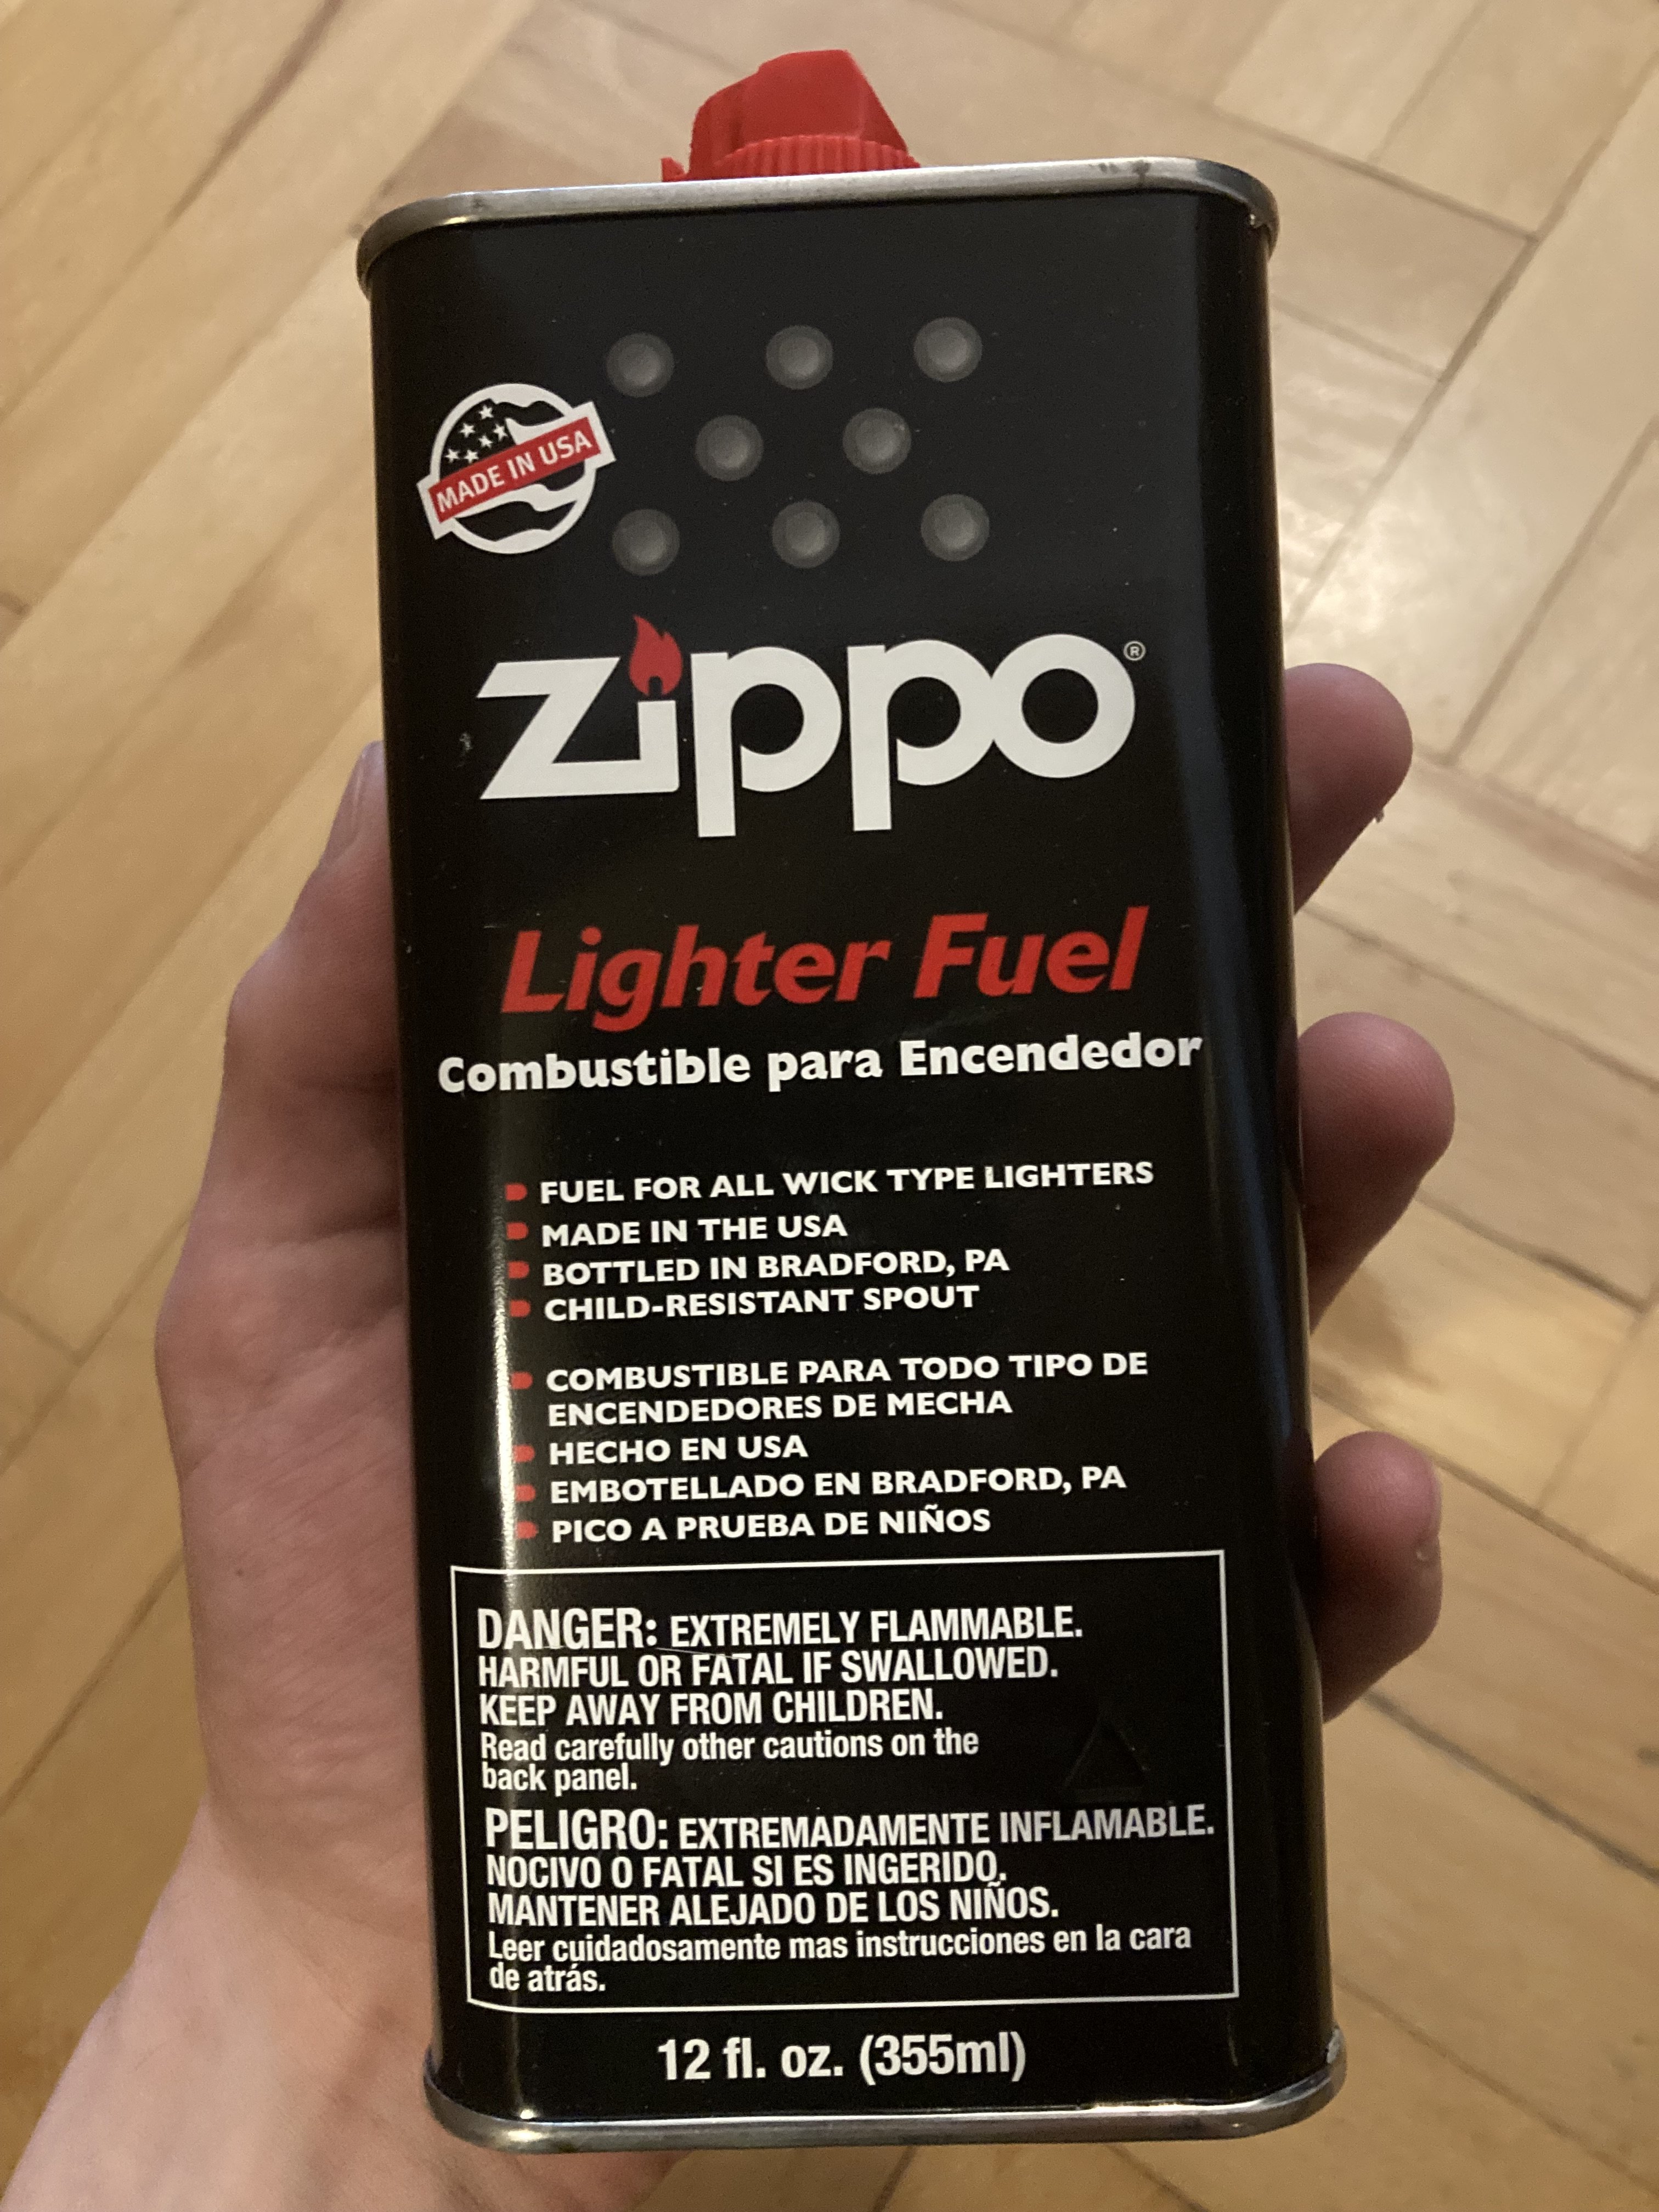 MADE IN USA
zippo®
Lighter Fuel
Combustible para Encendedor
FUEL FOR ALL WICK TYPE LIGHTERS
MADE IN THE USA
BOTTLED IN BRADFORD, PA
CHILD-RESISTANT SPOUT
COMBUSTIBLE PARA TODO TIPO DE
ENCENDEDORES DE MECHA
HECHO EN USA
EMBOTELLADO EN BRADFORD, PA
PICO A PRUEBA DE NIÑOS
DANGER: EXTREMELY FLAMMABLE.
HARMFUL OR FATAL IF SWALLOWED.
KEEP AWAY FROM CHILDREN.
Read carefully other cautions on the
back panel.
PELIGRO: EXTREMADAMENTE INFLAMABLE.
NOCIVO O FATAL SI ES INGERIDO.
MANTENER ALEJADO DE LOS NIÑOS.
Leer cuidadosamente mas instrucciones en la cara
de atrás.
12 fl. oz. (355ml)